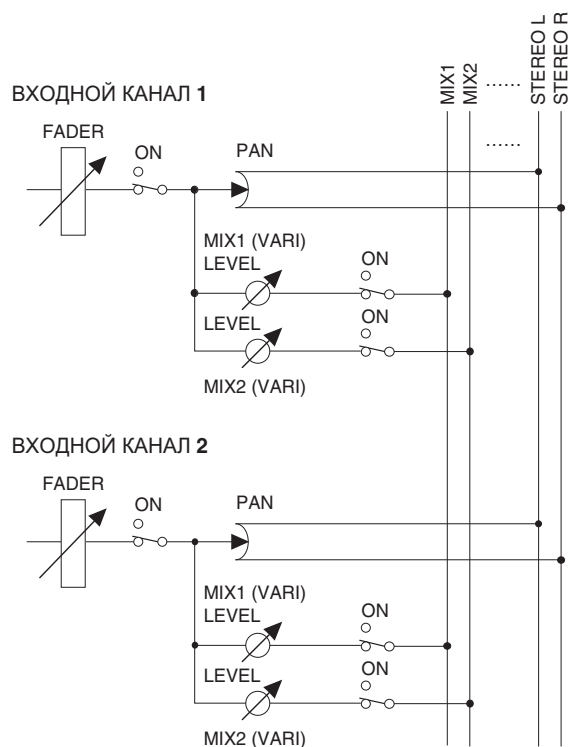 MIX1
MIX2
......
STEREO L
STEREO R
......
ВХОДНОЙ КАНАЛ 1
FADER
ON
PAN
MIX1 (VARI)
LEVEL
ON
LEVEL
ON
MIX2 (VARI)
ВХОДНОЙ КАНАЛ 2
FADER
ON
PAN
MIX1 (VARI)
LEVEL
ON
LEVEL
ON
MIX2 (VARI)